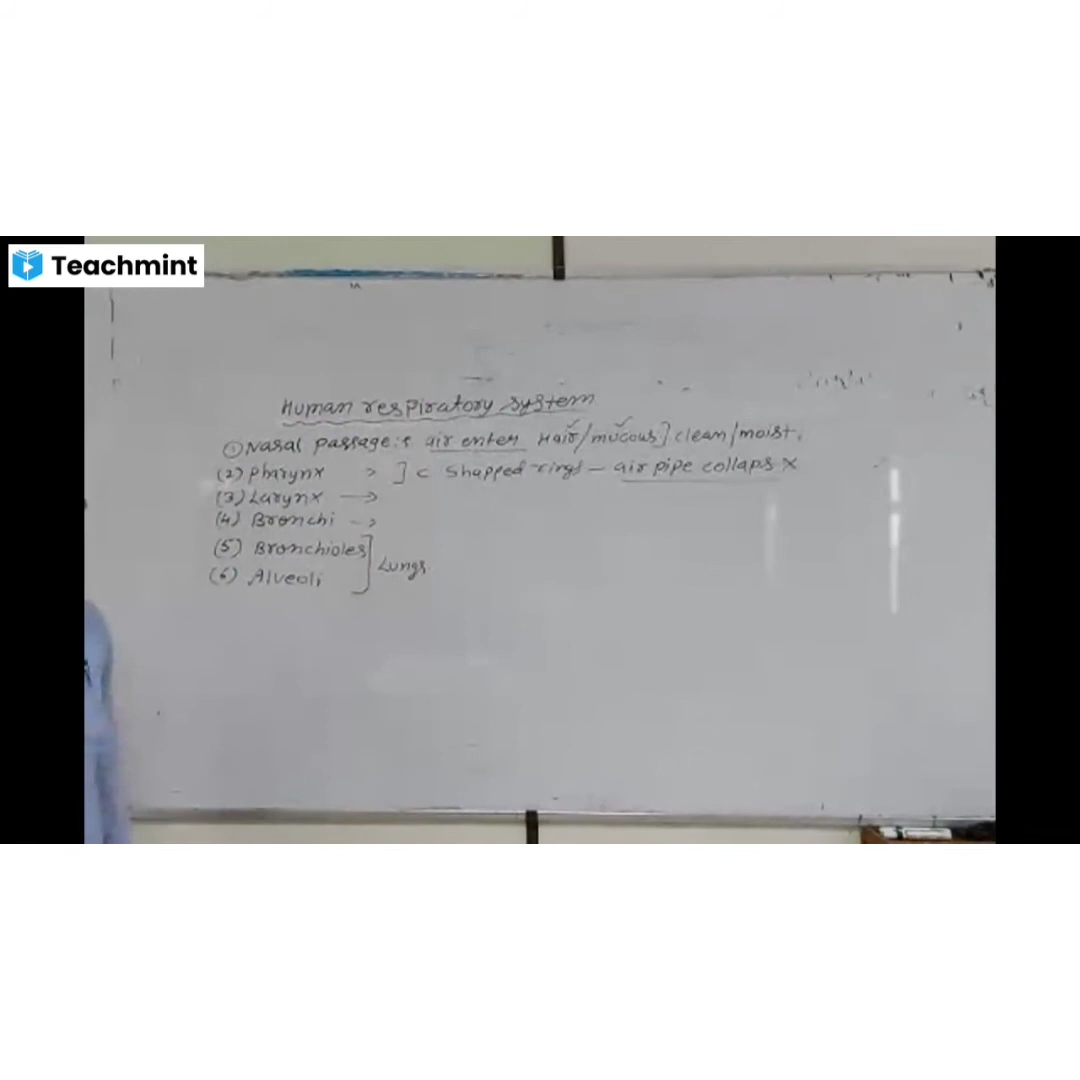 Teachmint
Human respiratory system
① Nasal passage :→ air enter Hair/mucous] clean/moist.
(2) Pharynx > ] C shapped rings — air pipe collaps x
(3) Larynx →
(4) Bronchi →
(5) Bronchioles
(6) Alveoli ] Lungs